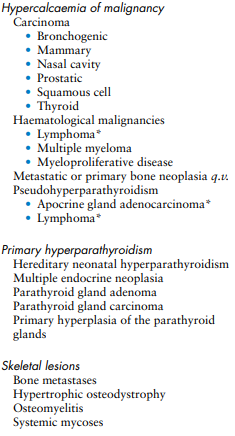 Hypercalcaemia of malignancy
Carcinoma
• Bronchogenic
• Mammary
• Nasal cavity
• Prostatic
• Squamous cell
• Thyroid
Haematological malignancies
• Lymphoma*
• Multiple myeloma
• Myeloproliferative disease
Metastatic or primary bone neoplasia q.v.
Pseudohyperparathyroidism
• Apocrine gland adenocarcinoma*
• Lymphoma*
Primary hyperparathyroidism
Hereditary neonatal hyperparathyroidism
Multiple endocrine neoplasia
Parathyroid gland adenoma
Parathyroid gland carcinoma
Primary hyperplasia of the parathyroid
glands
Skeletal lesions
Bone metastases
Hypertrophic osteodystrophy
Osteomyelitis
Systemic mycoses